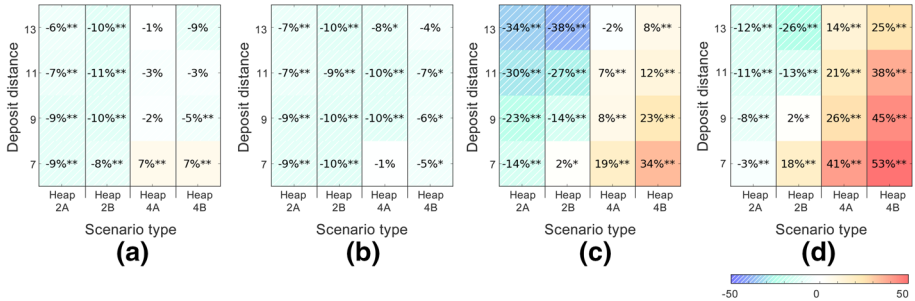 Deposit distance
13 -6%** -10%** -1% -9%
11 -7%** -11%** -3% -3%
9 -9%** -10%** -2% -5%**
7 -9%** -8%** 7%** 7%**
Heap 2A Heap 2B Heap 4A Heap 4B
Scenario type
(a)
Deposit distance
13 -7%** -10%** -8%* -4%
11 -7%** -9%** -10%** -7%*
9 -9%** -10%** -10%** -6%*
7 -9%** -10%** -1% -5%*
Heap 2A Heap 2B Heap 4A Heap 4B
Scenario type
(b)
Deposit distance
13 -34%** -38%** -2% 8%**
11 -30%** -27%** 7%** 12%**
9 -23%** -14%** 8%** 23%**
7 -14%** 2%* 19%** 34%**
Heap 2A Heap 2B Heap 4A Heap 4B
Scenario type
(c)
Deposit distance
13 -12%** -26%** 14%** 25%**
11 -11%** -13%** 21%** 38%**
9 -8%** 2%* 26%** 45%**
7 -3%** 18%** 41%** 53%**
Heap 2A Heap 2B Heap 4A Heap 4B
Scenario type
(d)
-50 0 50